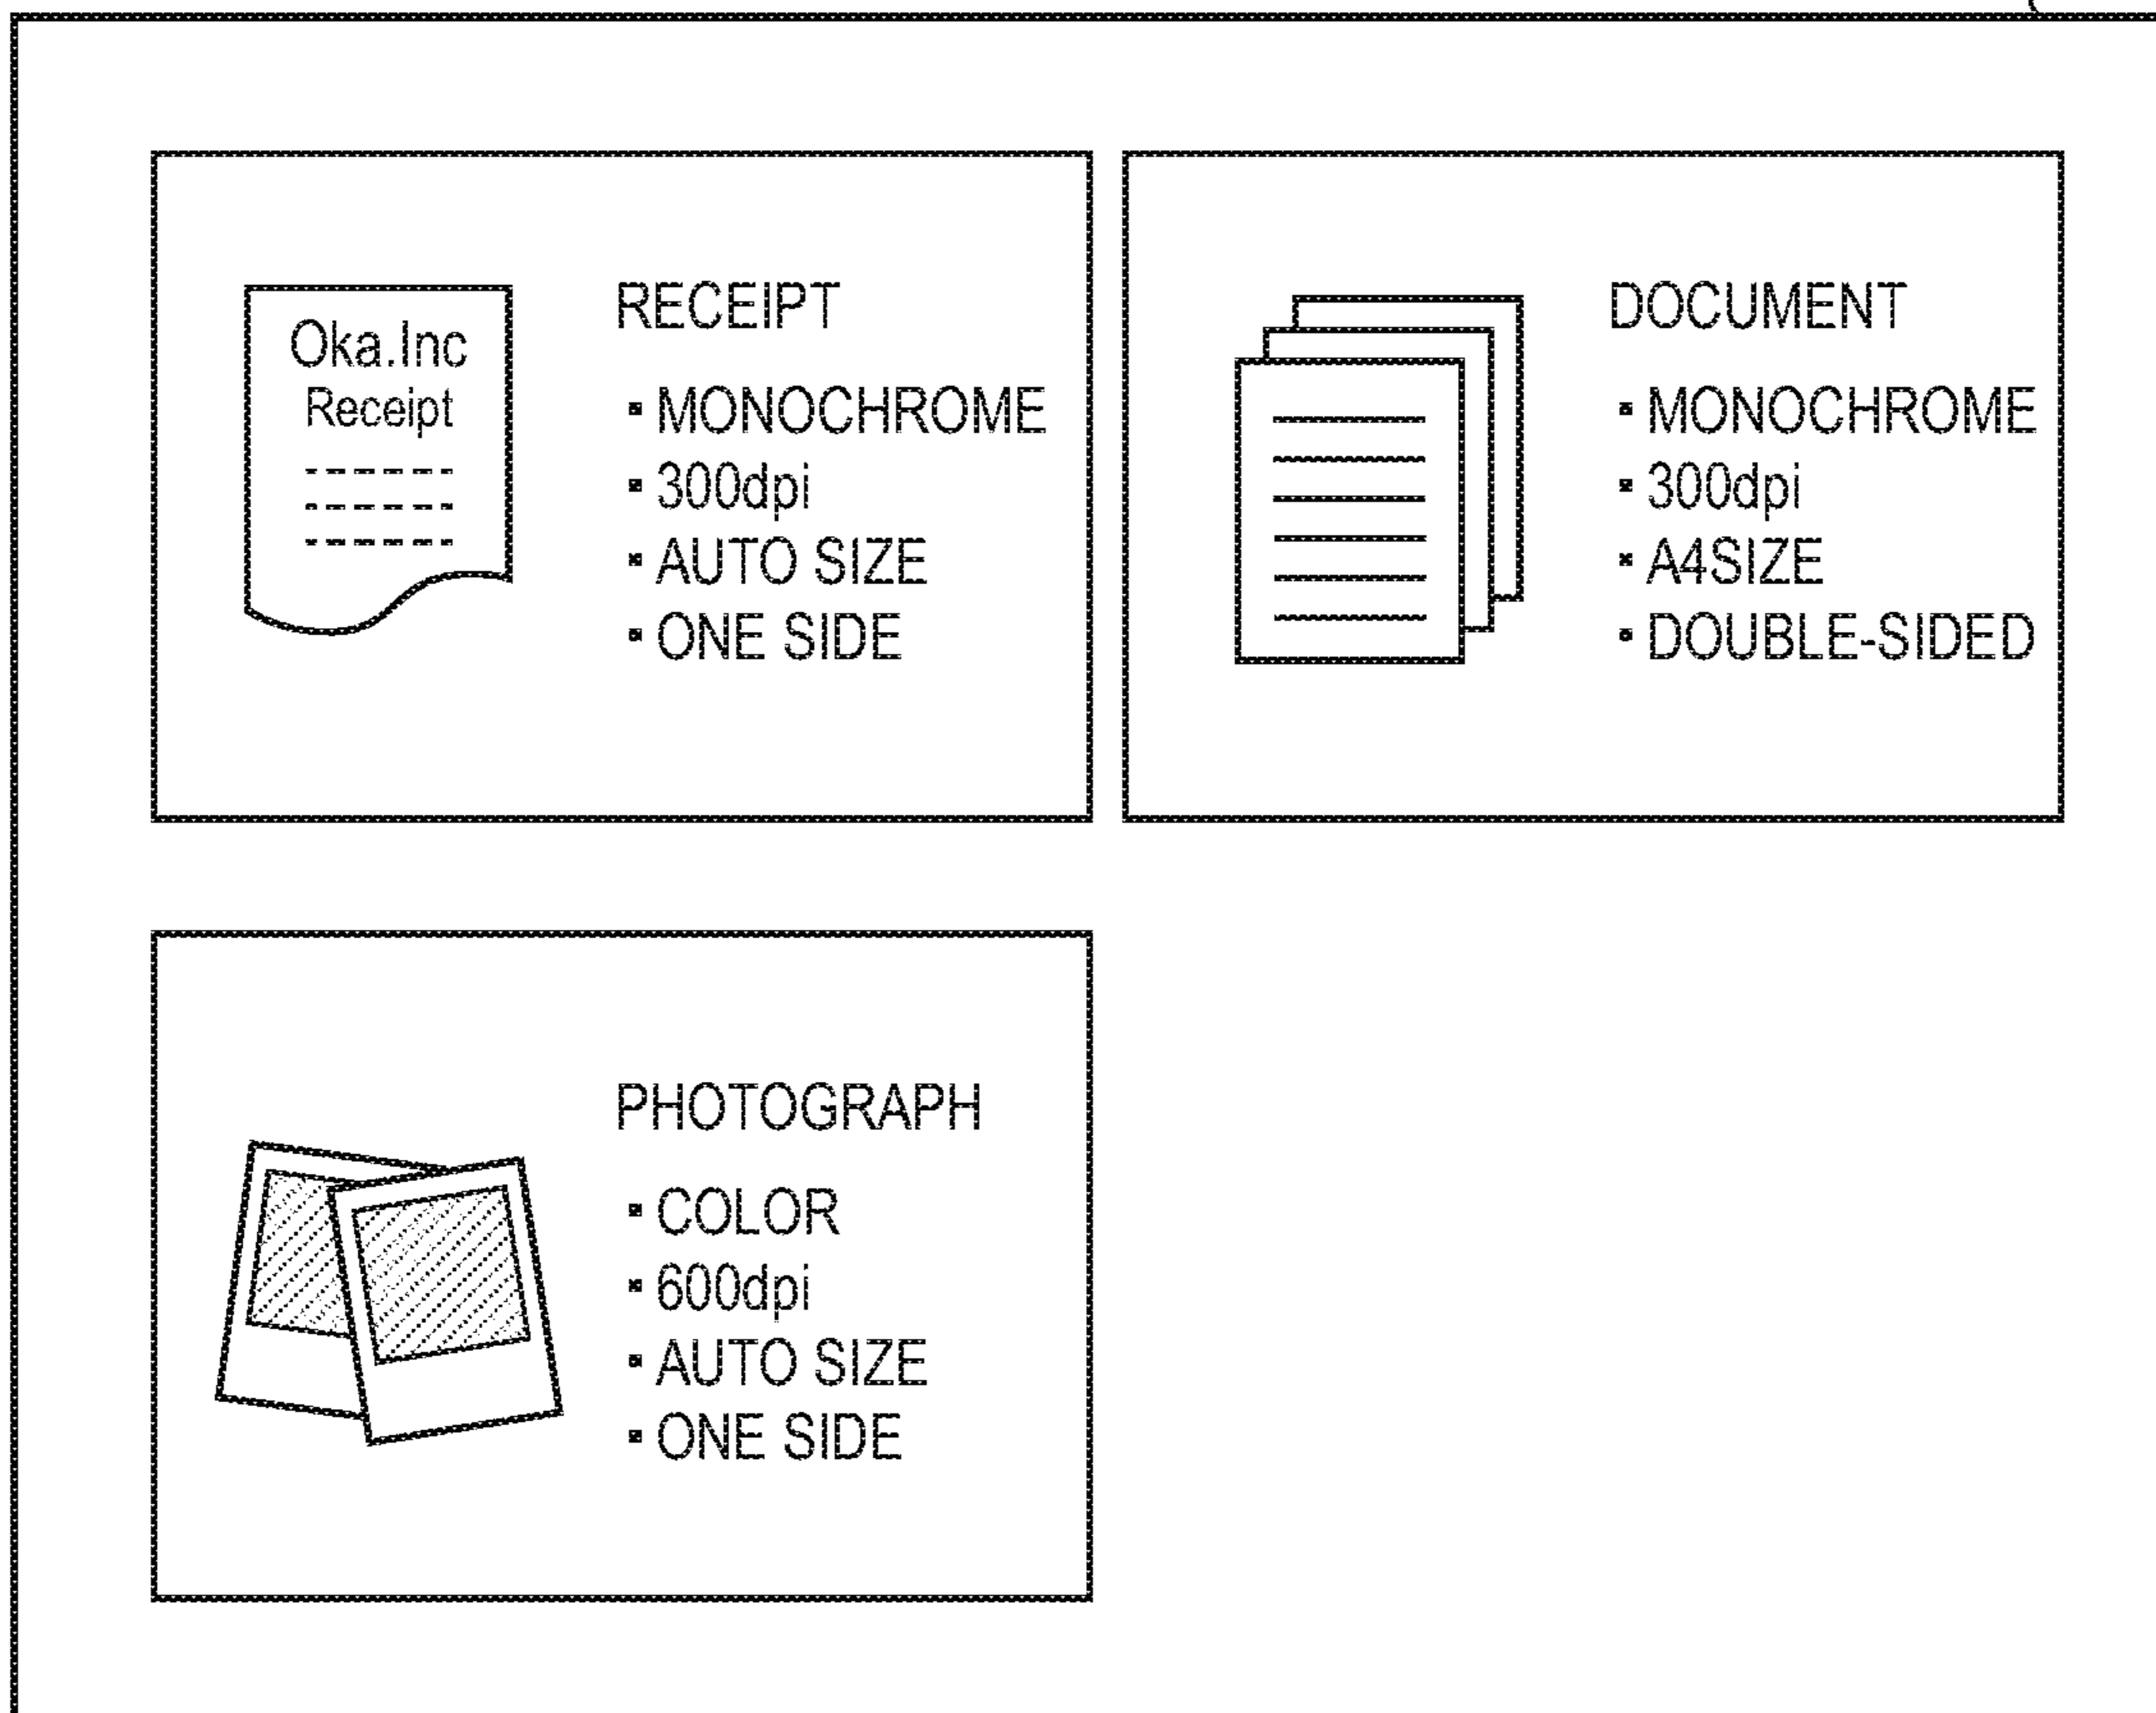 Oka.Inc
Receipt
RECEIPT
▪ MONOCHROME
▪ 300dpi
▪ AUTO SIZE
▪ ONE SIDE
DOCUMENT
▪ MONOCHROME
▪ 300dpi
▪ A4SIZE
▪ DOUBLE-SIDED
PHOTOGRAPH
▪ COLOR
▪ 600dpi
▪ AUTO SIZE
▪ ONE SIDE